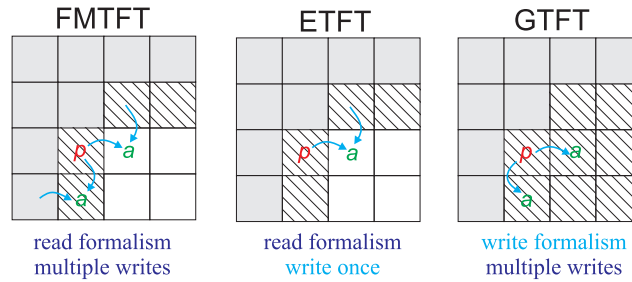 FMTFT
ETFT
GTFT
p
a
a
p
a
p
a
a
read formalism
multiple writes
read formalism
write once
write formalism
multiple writes